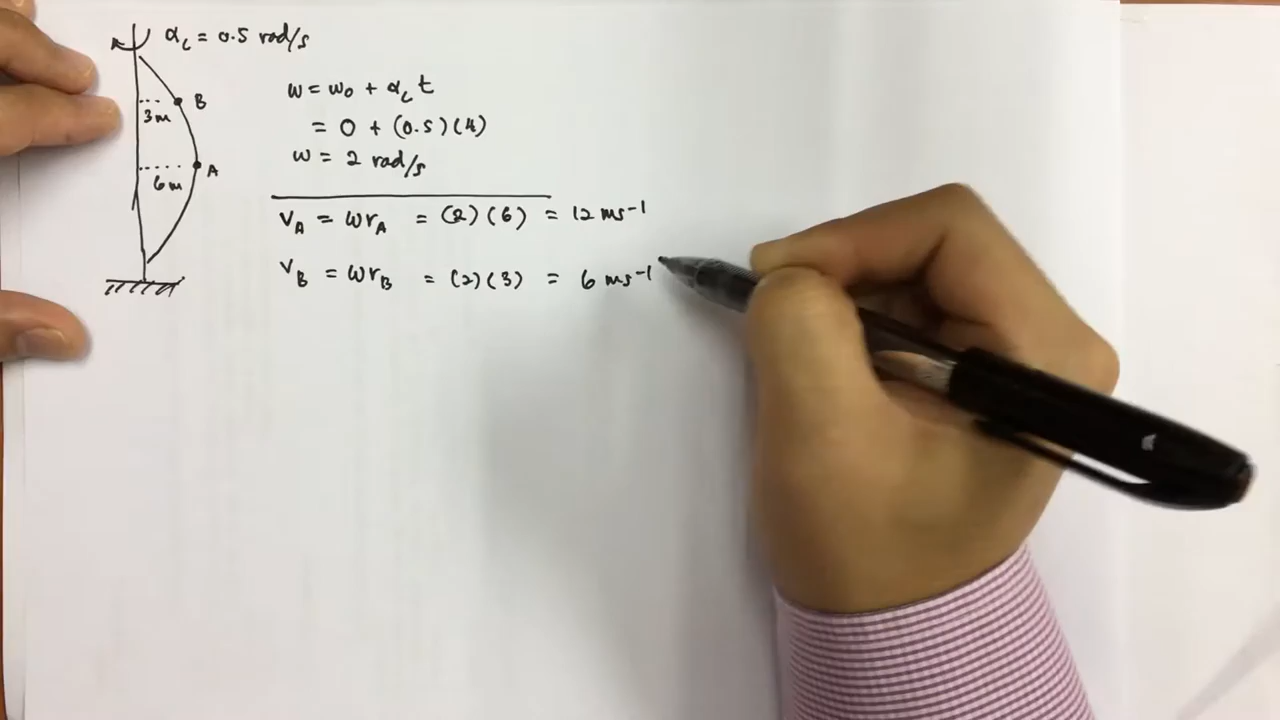 α_c = 0.5 rad/s
B
3m
A
6m
ω = ω₀ + α_c t
= 0 + (0.5)(4)
ω = 2 rad/s
V_A = ωr_A = (2)(6) = 12 ms⁻¹
V_B = ωr_B = (2)(3) = 6 ms⁻¹